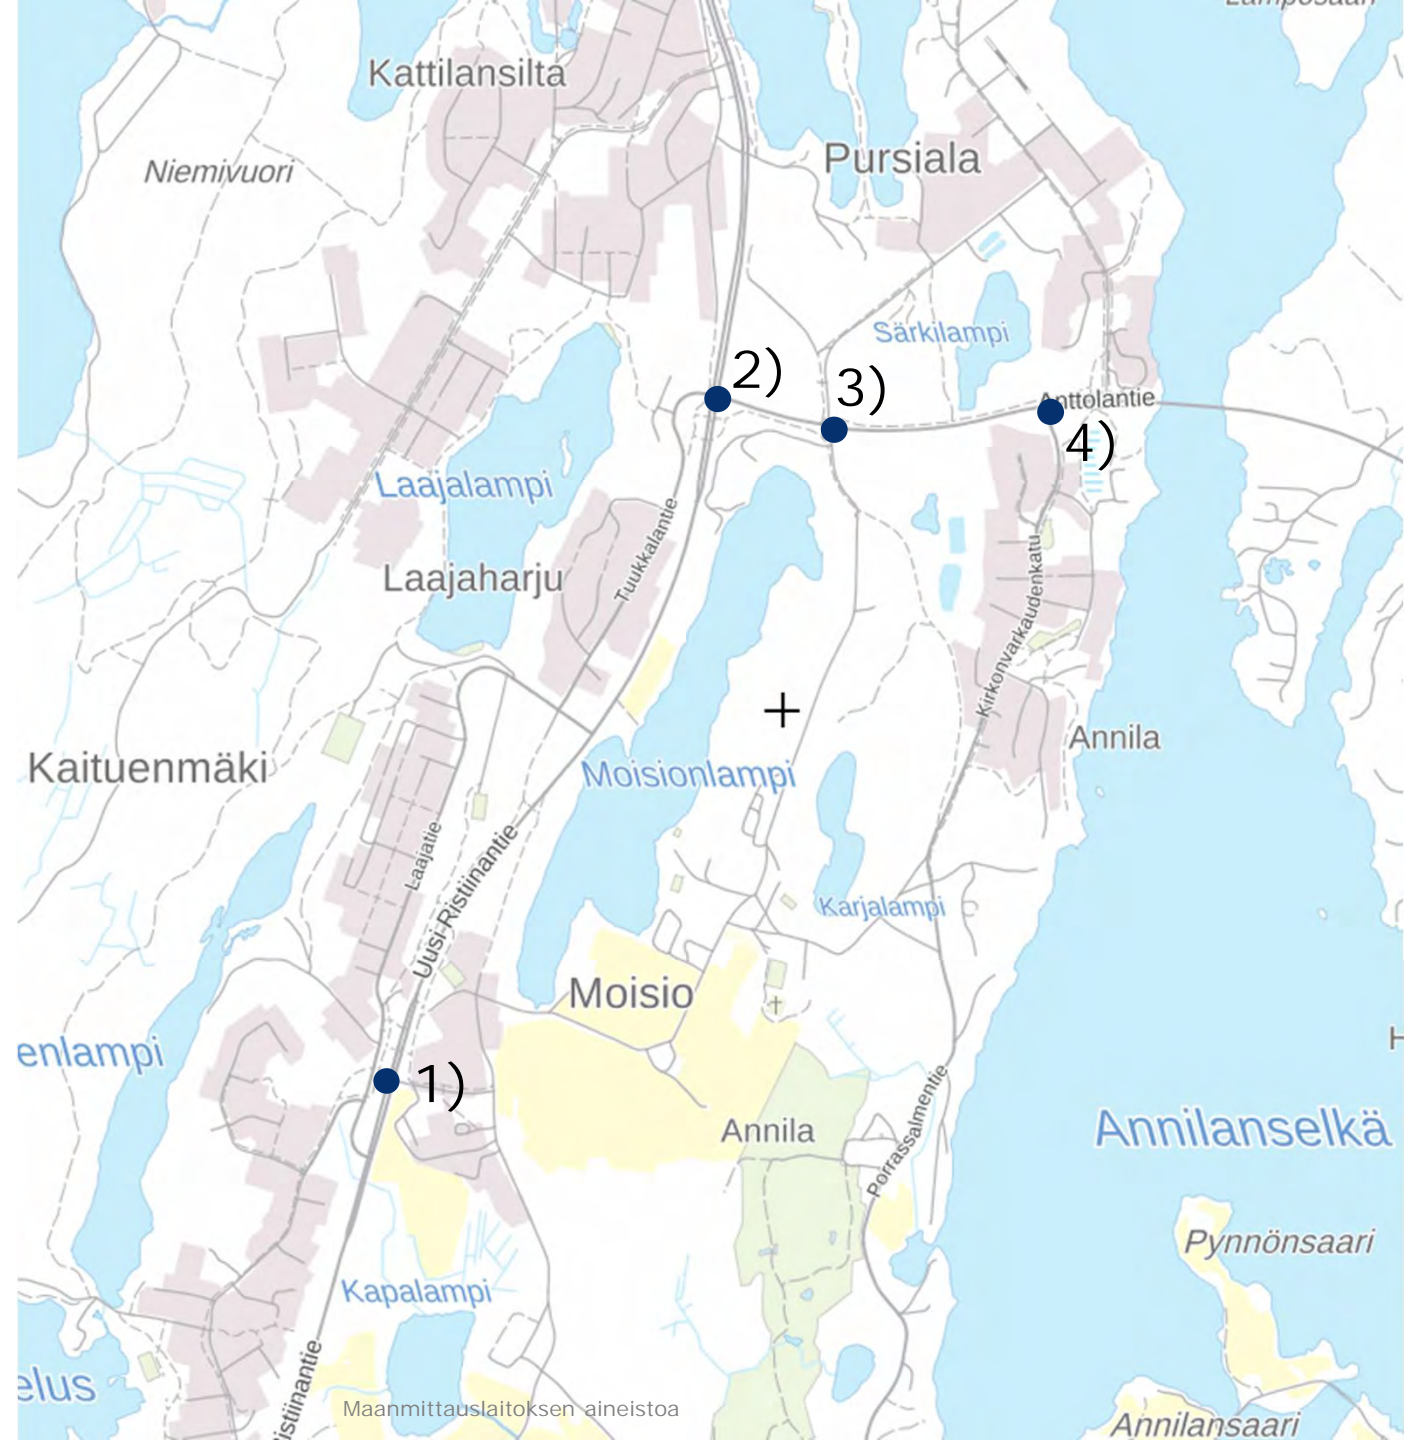 Kattilansilta
Niemivuori
Pursiala
Särkilampi
2)
3)
Anttolantie
4)
Laajalampi
Tuukkalantie
Laajaharju
Kirkonvarkaudenkatu
Annila
Kaituenmäki
Moisionlampi
Laajatie
Uusi-Ristiinantie
Karjalampi
Moisio
enlampi
1)
H
Annila
Porrassalmentie
Annilanselkä
Pynnönsaari
Kapalampi
istiinantie
elus
Maanmittauslaitoksen aineistoa
Annilansaari